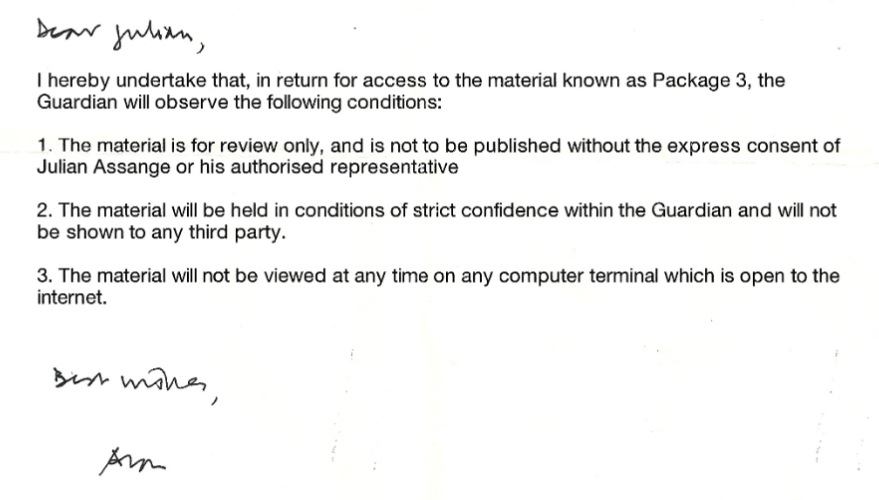 Dear Julian,
I hereby undertake that, in return for access to the material known as Package 3, the
Guardian will observe the following conditions:
1. The material is for review only, and is not to be published without the express consent of
Julian Assange or his authorised representative
2. The material will be held in conditions of strict confidence within the Guardian and will not
be shown to any third party.
3. The material will not be viewed at any time on any computer terminal which is open to the
internet.
Best wishes,